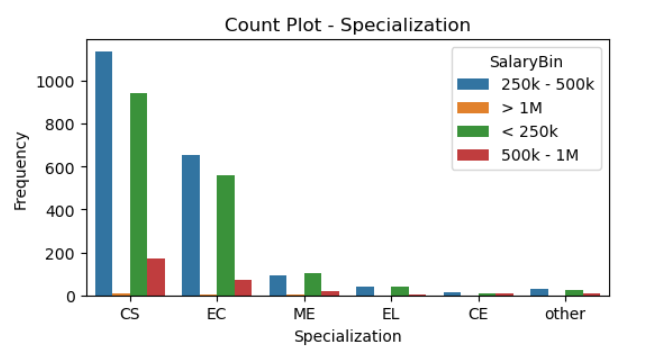 Count Plot - Specialization
SalaryBin
250k - 500k
> 1M
< 250k
500k - 1M
1000
800
600
400
200
0
Frequency
CS EC ME EL CE other
Specialization